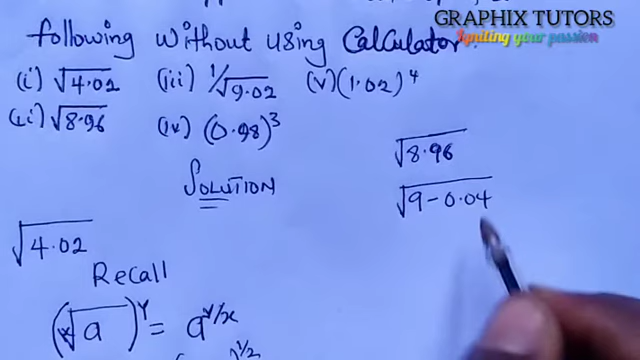 GRAPHIX TUTORS
Igniting your passion
following without using Calculator.
(i) √4.02 (iii) 1/√9.02 (v) (1.02)⁴
(ii) √8.96 (iv) (0.98)³
SOLUTION
√8.96
√9-0.04
√4.02
Recall
(ˣ√a)ʸ = a^y/x